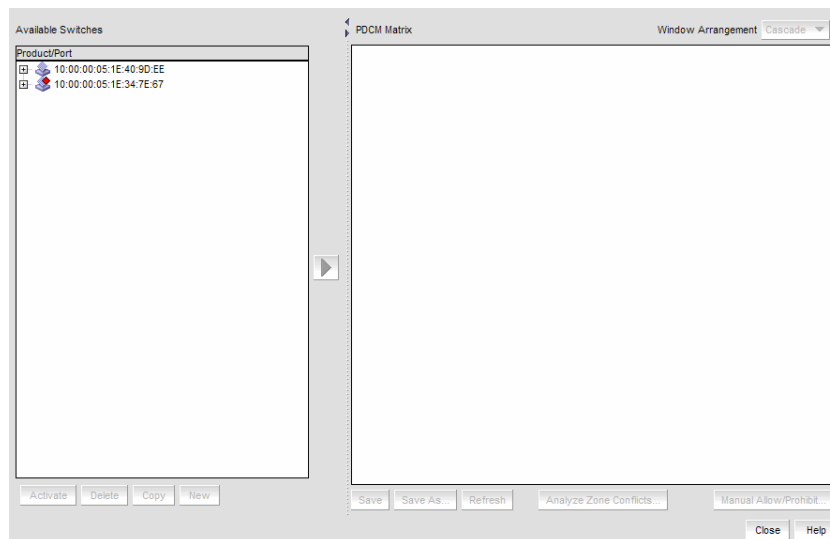 Available Switches
PDCM Matrix
Window Arrangement Cascade
Product/Port
10:00:00:05:1E:40:9D:EE
10:00:00:05:1E:34:7E:67
Activate Delete Copy New
Save Save As... Refresh Analyze Zone Conflicts... Manual Allow/Prohibit...
Close Help